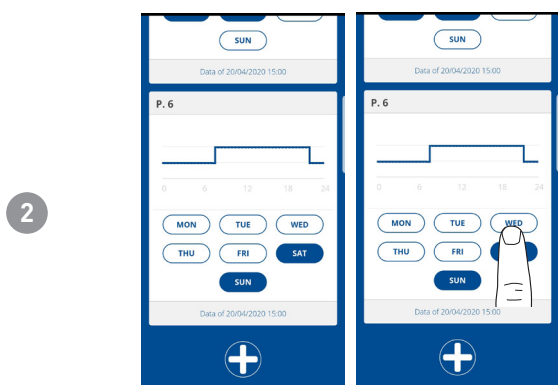 2
SUN
Data of 20/04/2020 15:00
P. 6
0 6 12 18 24
MON TUE WED
THU FRI SAT
SUN
Data of 20/04/2020 15:00
SUN
Data of 20/04/2020 15:00
P. 6
0 6 12 18 24
MON TUE WED
THU FRI
SUN
Data of 20/04/2020 15:00